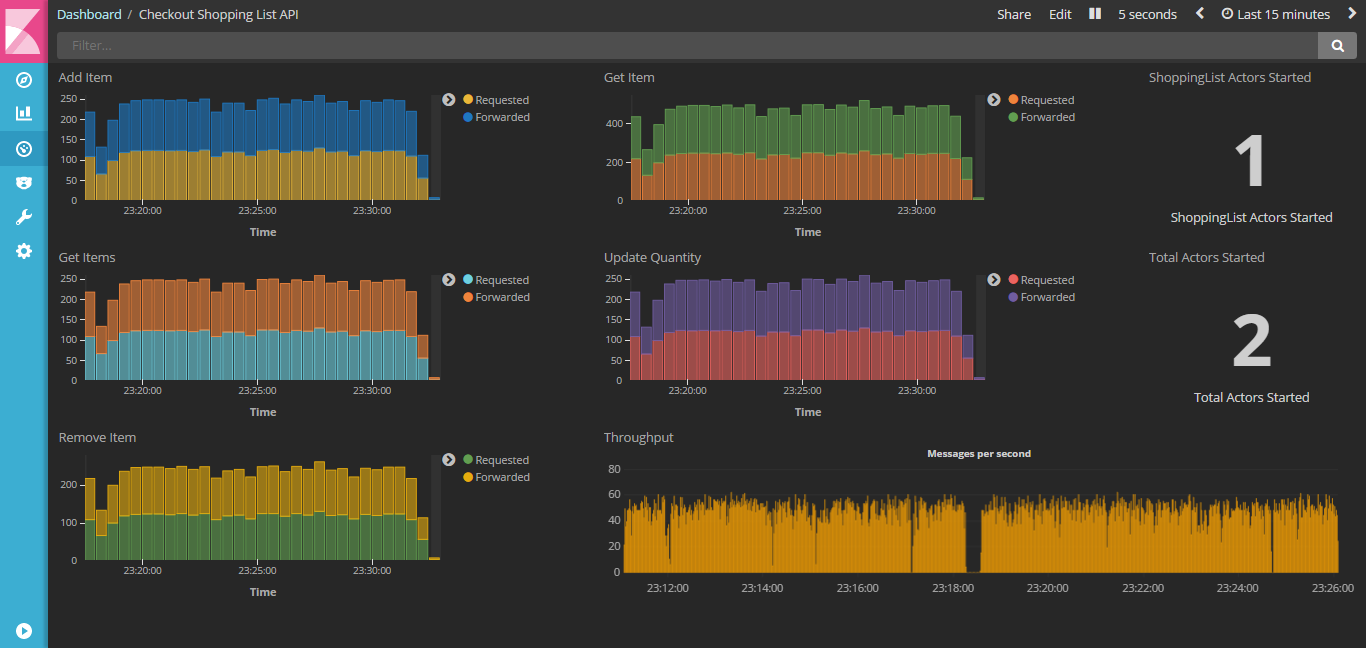 Dashboard / Checkout Shopping List API
Share Edit 5 seconds Last 15 minutes
Filter...
Add Item
250
200
150
100
50
0
23:20:00 23:25:00 23:30:00
Time
Requested
Forwarded
Get Item
400
200
0
23:20:00 23:25:00 23:30:00
Time
Requested
Forwarded
ShoppingList Actors Started
1
ShoppingList Actors Started
Get Items
250
200
150
100
50
0
23:20:00 23:25:00 23:30:00
Time
Requested
Forwarded
Update Quantity
250
200
150
100
50
0
23:20:00 23:25:00 23:30:00
Time
Requested
Forwarded
Total Actors Started
2
Total Actors Started
Remove Item
200
100
0
23:20:00 23:25:00 23:30:00
Time
Requested
Forwarded
Throughput
Messages per second
80
60
40
20
0
23:12:00 23:14:00 23:16:00 23:18:00 23:20:00 23:22:00 23:24:00 23:26:00